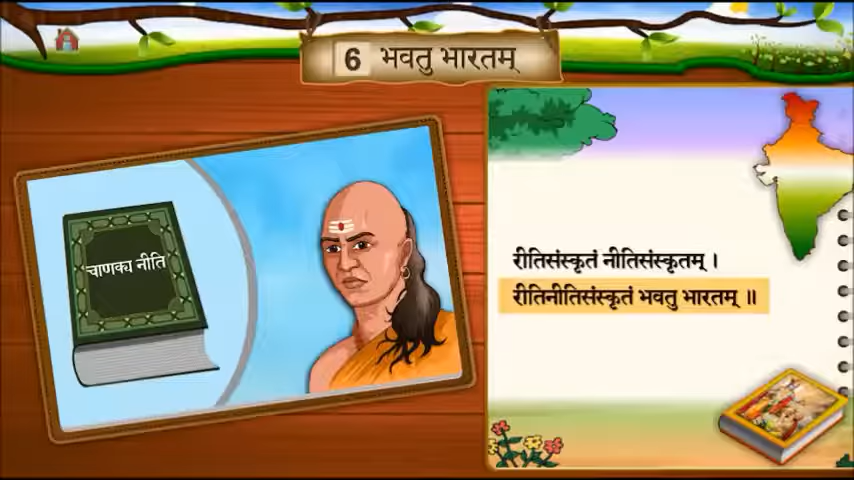 6 भवतु भारतम्
चाणक्य नीति
रीतिसंस्कृतं नीतिसंस्कृतम् ।
रीतिनीतिसंस्कृतं भवतु भारतम् ॥